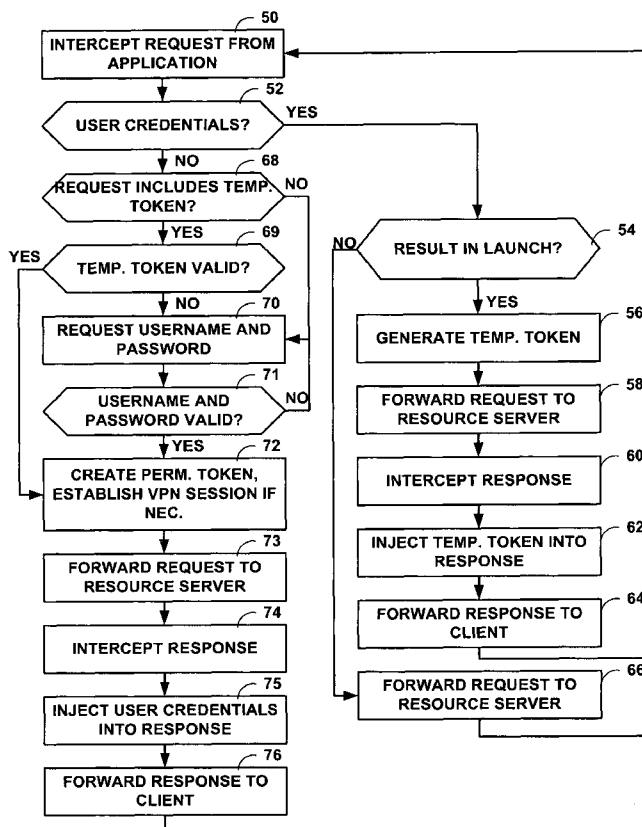 50
INTERCEPT REQUEST FROM
APPLICATION
52
USER CREDENTIALS?
YES
NO
68
REQUEST INCLUDES TEMP.
TOKEN?
NO
YES
69
YES
TEMP. TOKEN VALID?
NO
70
REQUEST USERNAME AND
PASSWORD
71
USERNAME AND
PASSWORD VALID?
NO
YES
72
CREATE PERM. TOKEN,
ESTABLISH VPN SESSION IF
NEC.
73
FORWARD REQUEST TO
RESOURCE SERVER
74
INTERCEPT RESPONSE
75
INJECT USER CREDENTIALS
INTO RESPONSE
76
FORWARD RESPONSE TO
CLIENT
54
NO
RESULT IN LAUNCH?
YES
56
GENERATE TEMP. TOKEN
58
FORWARD REQUEST TO
RESOURCE SERVER
60
INTERCEPT RESPONSE
62
INJECT TEMP. TOKEN INTO
RESPONSE
64
FORWARD RESPONSE TO
CLIENT
66
FORWARD REQUEST TO
RESOURCE SERVER